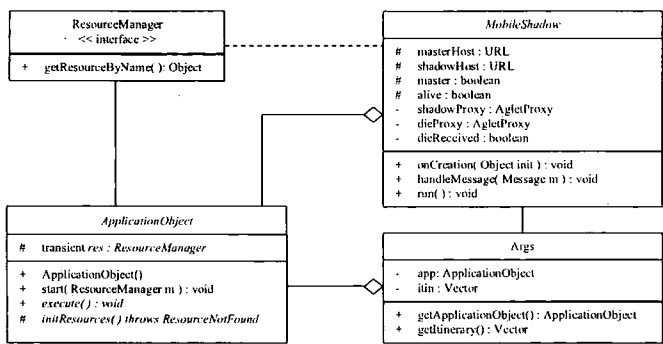 ResourceManager
<< interface >>
+ getResourceByName( ): Object
MobileShadow
# masterHost : URL
# shadowHost : URL
# master : boolean
# alive : boolean
- shadowProxy : AgletProxy
- dieProxy : AgletProxy
- dieReceived : boolean
+ onCreation( Object init ) : void
+ handleMessage( Message m ) : void
+ run( ) : void
ApplicationObject
# transient res : ResourceManager
+ ApplicationObject()
+ start( ResourceManager m ) : void
+ execute() : void
# initResources() throws ResourceNotFound
Args
- app: ApplicationObject
- itin : Vector
+ getApplicationObject() : ApplicationObject
+ getItinerary() : Vector